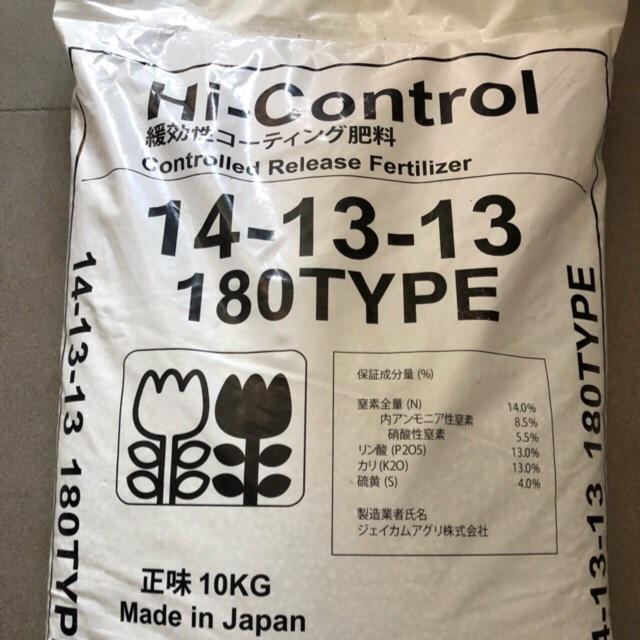 Hi-Control
緩効性コーティング肥料
Controlled Release Fertilizer
14-13-13
180TYPE
14-13-13 180TYPE
保証成分量(%)
窒素全量(N) 14.0%
内アンモニア性窒素 8.5%
硝酸性窒素 5.5%
リン酸(P2O5) 13.0%
カリ(K2O) 13.0%
硫黄(S) 4.0%
製造業者氏名
ジェイカムアグリ株式会社
正味 10KG
Made in Japan
4-13-13 180TYPE